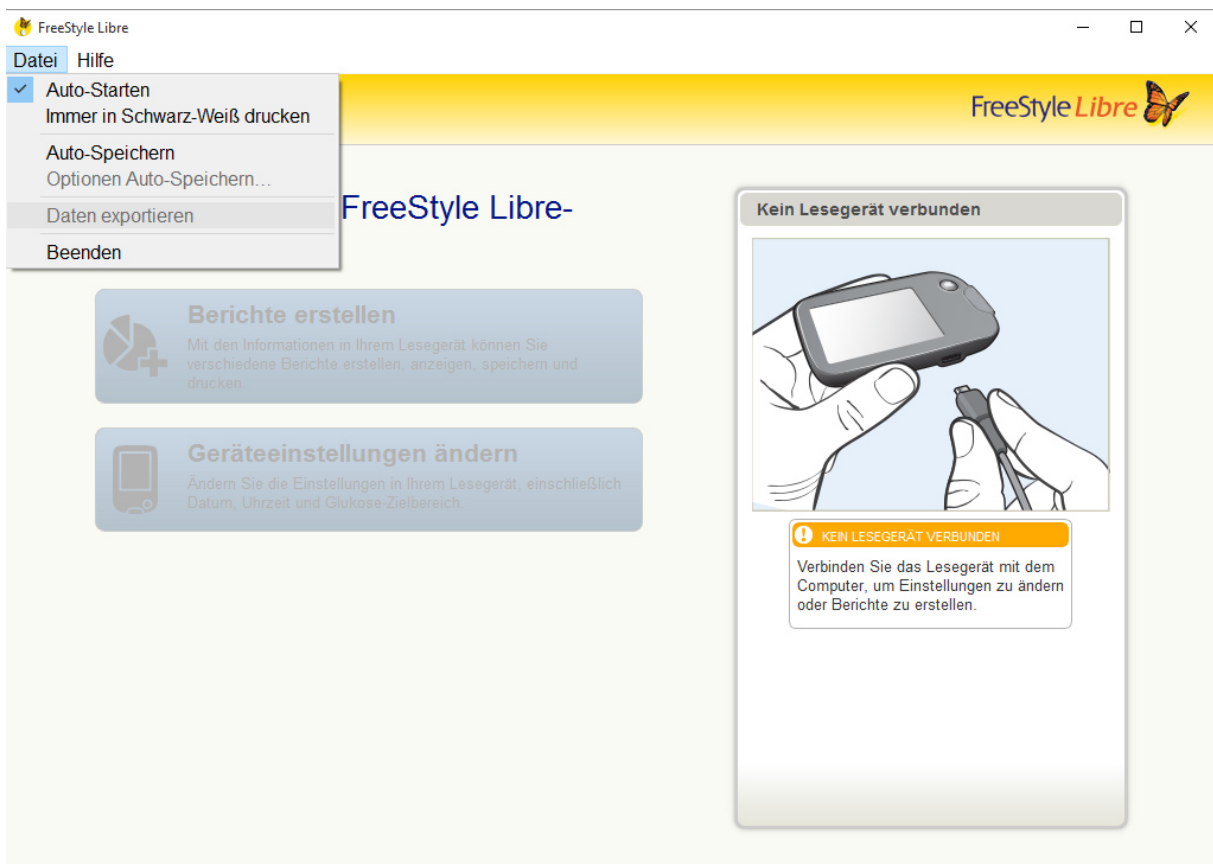 FreeStyle Libre
Datei Hilfe
Auto-Starten
Immer in Schwarz-Weiß drucken
Auto-Speichern
Optionen Auto-Speichern...
Daten exportieren
Beenden
FreeStyle Libre
FreeStyle Libre-
Berichte erstellen
Mit den Informationen in Ihrem Lesegerät können Sie
verschiedene Berichte erstellen, anzeigen, speichern und
drucken.
Geräteeinstellungen ändern
Ändern Sie die Einstellungen in Ihrem Lesegerät, einschließlich
Datum, Uhrzeit und Glukose-Zielbereich.
Kein Lesegerät verbunden
KEIN LESEGERÄT VERBUNDEN
Verbinden Sie das Lesegerät mit dem
Computer, um Einstellungen zu ändern
oder Berichte zu erstellen.